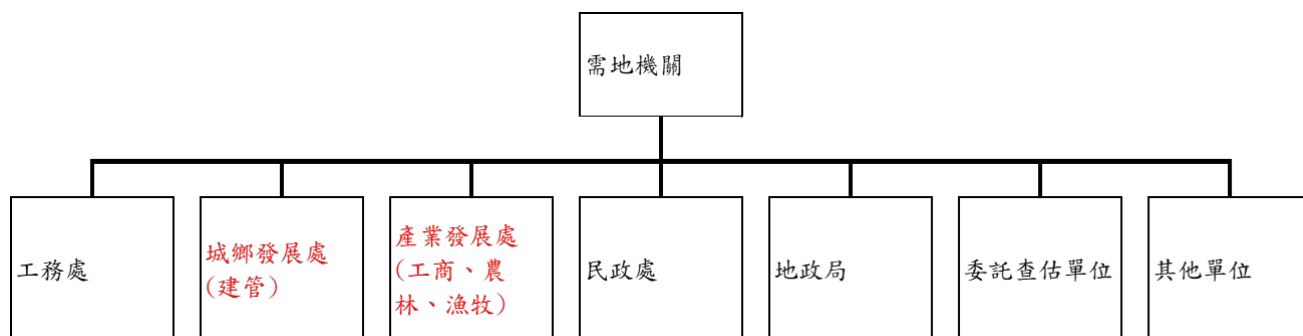 需地機關
工務處
城鄉發展處
(建管)
產業發展處
(工商、農
林、漁牧)
民政處
地政局
委託查估單位
其他單位